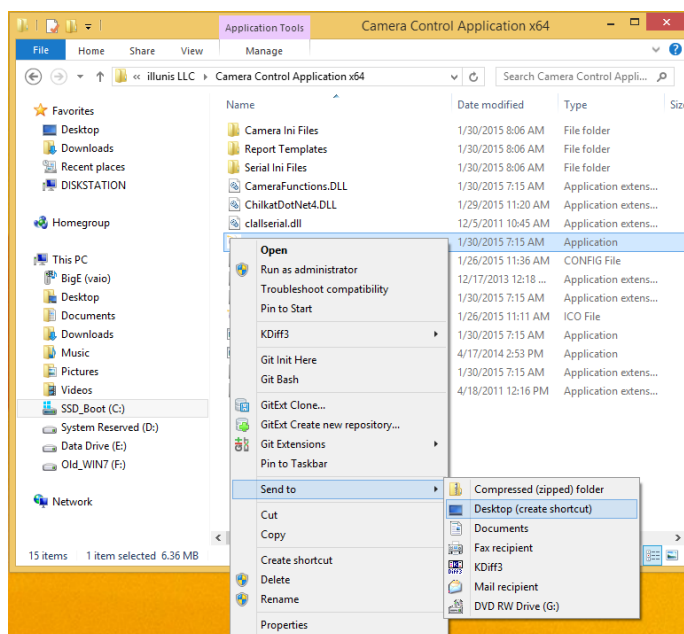 Application Tools
Camera Control Application x64
File
Home
Share
View
Manage
« illunis LLC ▸ Camera Control Application x64
Search Camera Control Appli...
Name
Date modified
Type
Favorites
Desktop
Downloads
Recent places
DISKSTATION
Homegroup
This PC
BigE (vaio)
Desktop
Documents
Downloads
Music
Pictures
Videos
SSD_Boot (C:)
System Reserved (D:)
Data Drive (E:)
Old_WIN7 (F:)
Network
Camera Ini Files 1/30/2015 8:06 AM File folder
Report Templates 1/30/2015 8:06 AM File folder
Serial Ini Files 1/30/2015 8:06 AM File folder
CameraFunctions.DLL 1/30/2015 7:15 AM Application extens...
ChilkatDotNet4.DLL 1/29/2015 11:20 AM Application extens...
clallserial.dll 12/5/2011 10:45 AM Application extens...
1/30/2015 7:15 AM Application
1/26/2015 11:36 AM CONFIG File
12/17/2013 12:18 ... Application extens...
1/30/2015 7:15 AM Application extens...
1/26/2015 11:11 AM ICO File
1/30/2015 7:15 AM Application
4/17/2014 2:53 PM Application
1/30/2015 7:15 AM Application extens...
4/18/2011 12:16 PM Application extens...
Open
Run as administrator
Troubleshoot compatibility
Pin to Start
KDiff3
Git Init Here
Git Bash
GitExt Clone...
GitExt Create new repository...
Git Extensions
Pin to Taskbar
Send to
Cut
Copy
Create shortcut
Delete
Rename
Properties
Compressed (zipped) folder
Desktop (create shortcut)
Documents
Fax recipient
KDiff3
Mail recipient
DVD RW Drive (G:)
15 items 1 item selected 6.36 MB